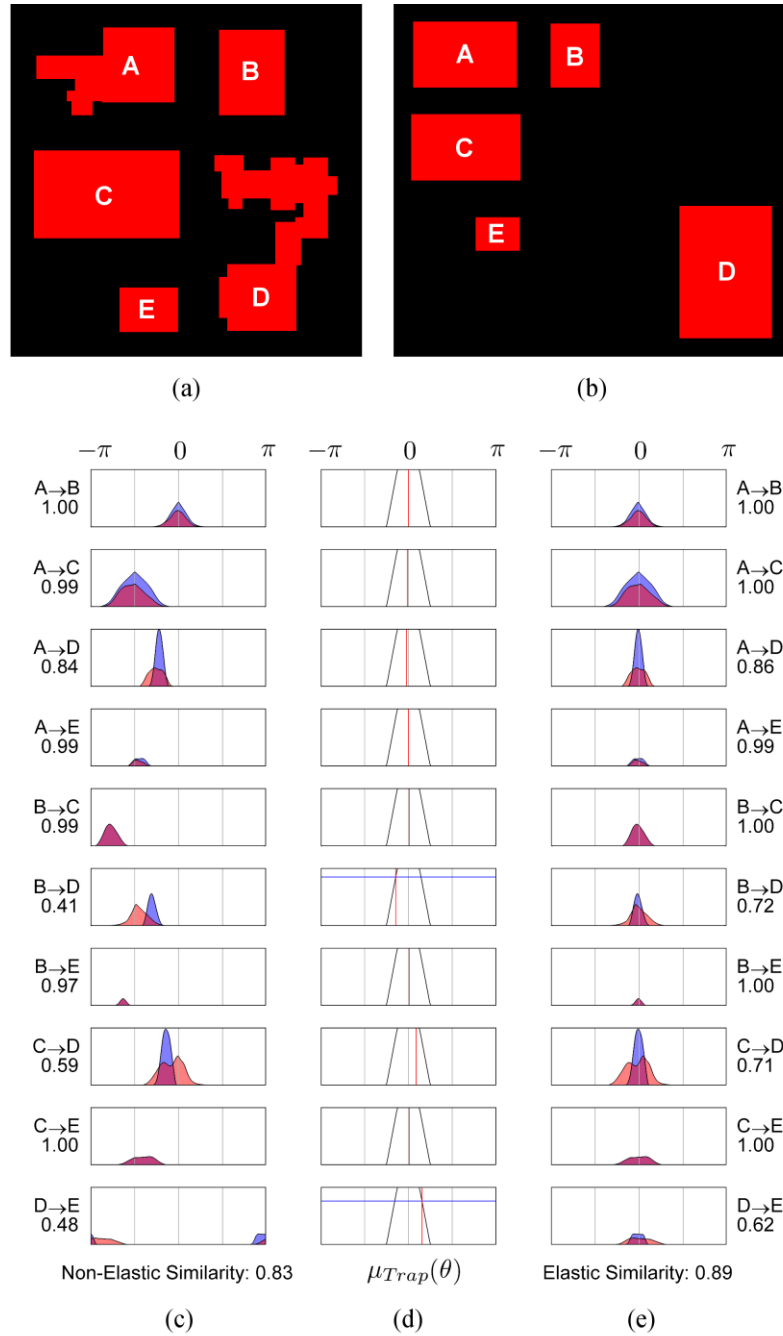 A
B
C
D
E
(a)
A
B
C
E
D
(b)
−π 0 π
−π 0 π
−π 0 π
A→B
1.00
A→B
1.00
A→C
0.99
A→C
1.00
A→D
0.84
A→D
0.86
A→E
0.99
A→E
0.99
B→C
0.99
B→C
1.00
B→D
0.41
B→D
0.72
B→E
0.97
B→E
1.00
C→D
0.59
C→D
0.71
C→E
1.00
C→E
1.00
D→E
0.48
D→E
0.62
Non-Elastic Similarity: 0.83
μTrap(θ)
Elastic Similarity: 0.89
(c)
(d)
(e)